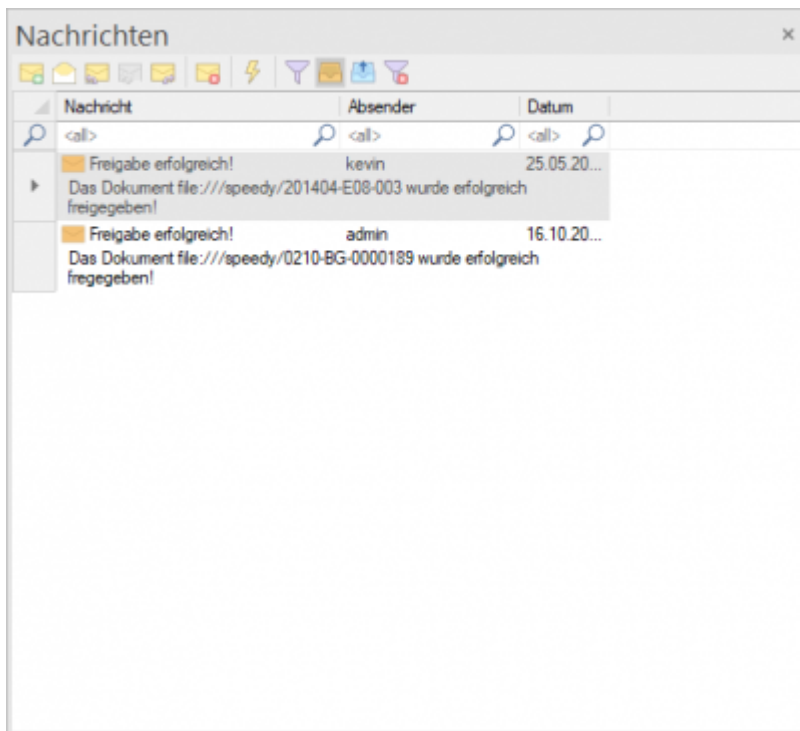 Nachrichten
Nachricht Absender Datum
<all> <all> <all>
Freigabe erfolgreich! kevin 25.05.20...
Das Dokument file:///speedy/201404-E08-003 wurde erfolgreich
freigegeben!
Freigabe erfolgreich! admin 16.10.20...
Das Dokument file:///speedy/0210-BG-0000189 wurde erfolgreich
fregegeben!